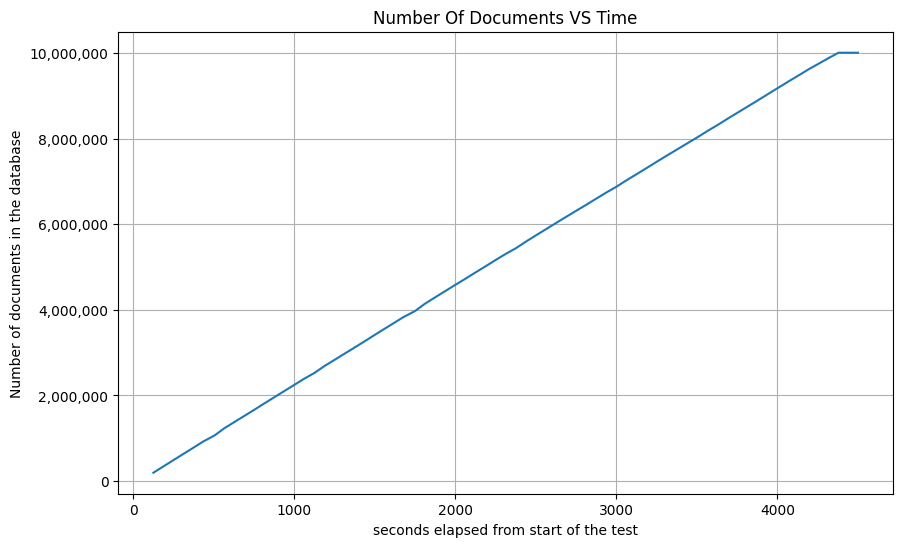 Number Of Documents VS Time
Number of documents in the database
10,000,000
8,000,000
6,000,000
4,000,000
2,000,000
0
0 1000 2000 3000 4000
seconds elapsed from start of the test